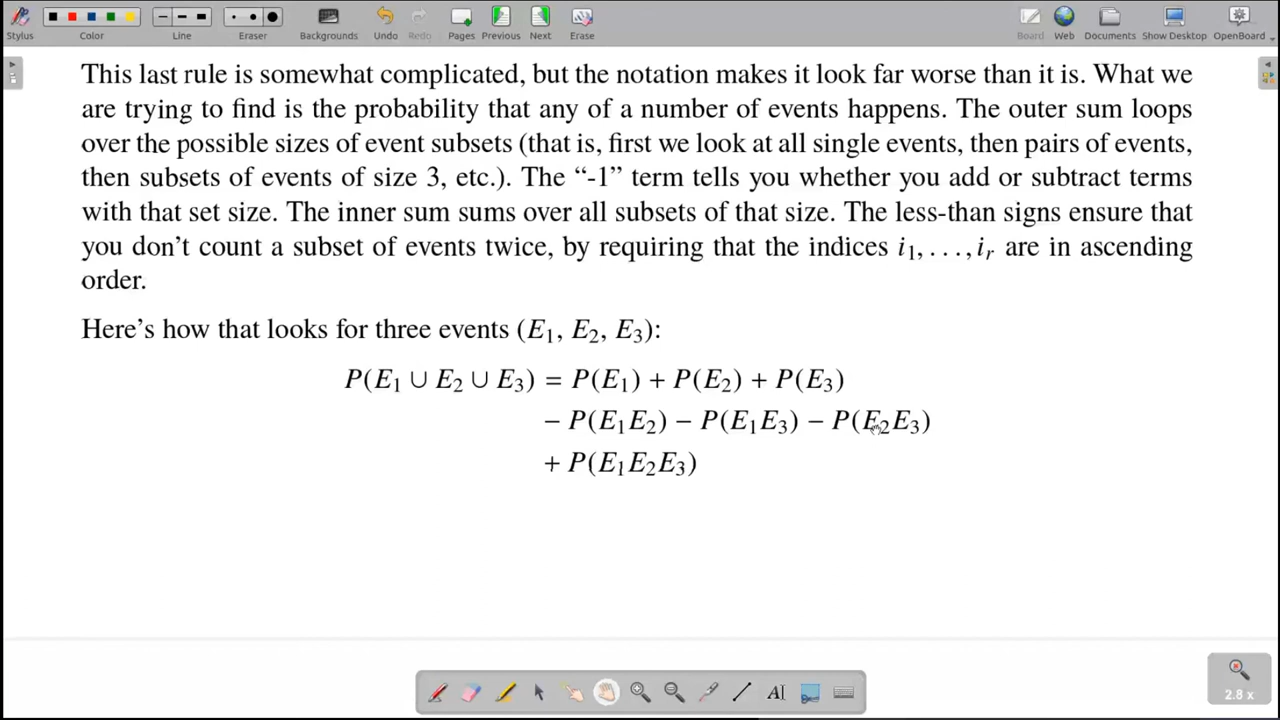 Stylus Color Line Eraser Backgrounds Undo Redo Pages Previous Next Erase Board Web Documents Show Desktop OpenBoard
This last rule is somewhat complicated, but the notation makes it look far worse than it is. What we
are trying to find is the probability that any of a number of events happens. The outer sum loops
over the possible sizes of event subsets (that is, first we look at all single events, then pairs of events,
then subsets of events of size 3, etc.). The “-1” term tells you whether you add or subtract terms
with that set size. The inner sum sums over all subsets of that size. The less-than signs ensure that
you don’t count a subset of events twice, by requiring that the indices i₁, . . . , iᵣ are in ascending
order.
Here’s how that looks for three events (E₁, E₂, E₃):
P(E₁ ∪ E₂ ∪ E₃) = P(E₁) + P(E₂) + P(E₃)
− P(E₁E₂) − P(E₁E₃) − P(E₂E₃)
+ P(E₁E₂E₃)
AI
2.8 x